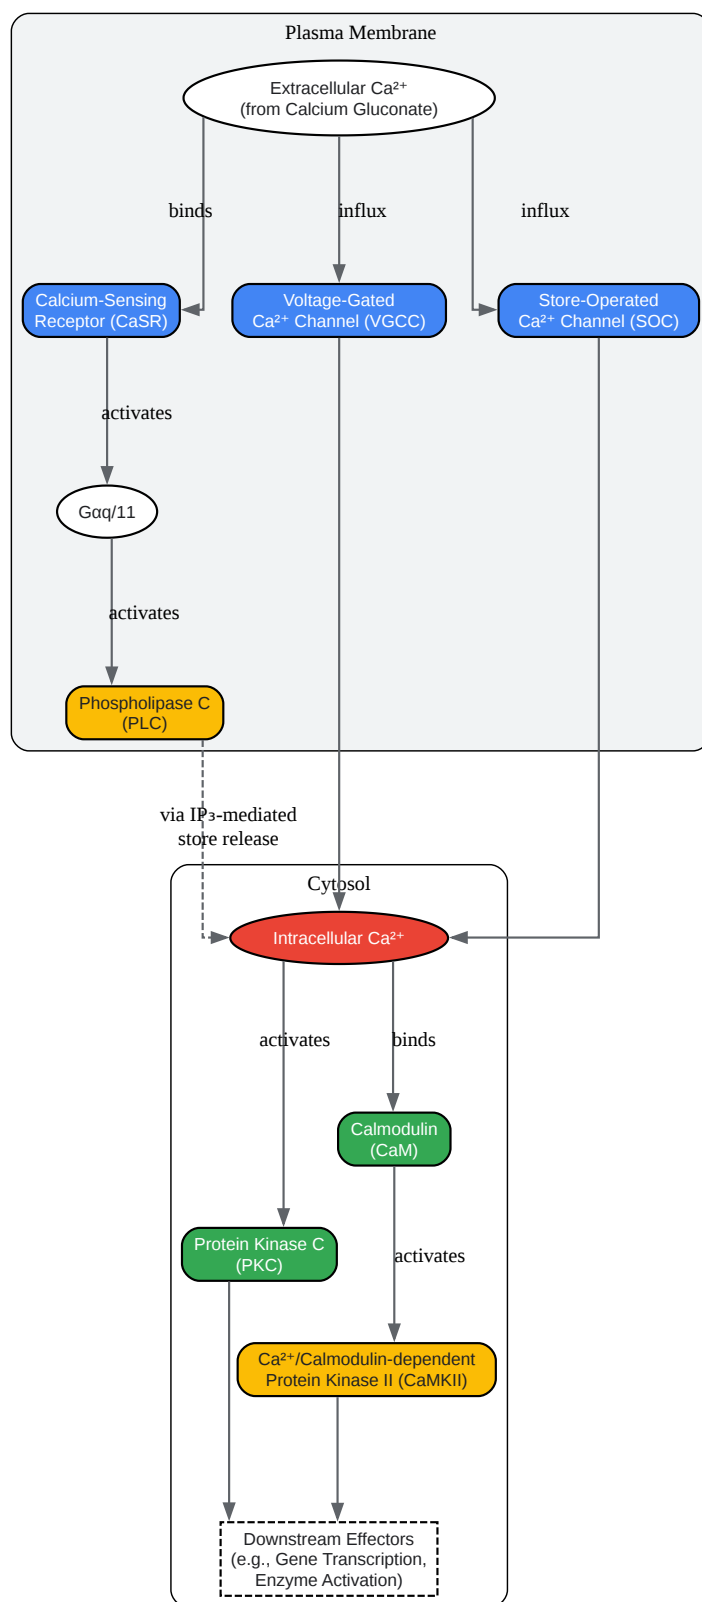 Plasma Membrane
Extracellular Ca²⁺
(from Calcium Gluconate)
binds
influx
influx
Calcium-Sensing
Receptor (CaSR)
Voltage-Gated
Ca²⁺ Channel (VGCC)
Store-Operated
Ca²⁺ Channel (SOC)
activates
Gαq/11
activates
Phospholipase C
(PLC)
via IP₃-mediated
store release
Cytosol
Intracellular Ca²⁺
activates
binds
Calmodulin
(CaM)
Protein Kinase C
(PKC)
activates
Ca²⁺/Calmodulin-dependent
Protein Kinase II (CaMKII)
Downstream Effectors
(e.g., Gene Transcription,
Enzyme Activation)